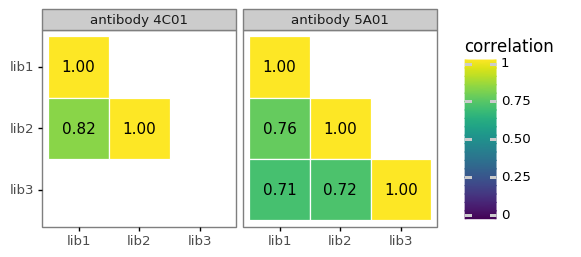 antibody 4C01
antibody 5A01
correlation
lib1
1.00
1.00
1
lib2
0.82
1.00
0.76
1.00
0.75
0.50
lib3
0.71
0.72
1.00
0.25
0
lib1
lib2
lib3
lib1
lib2
lib3